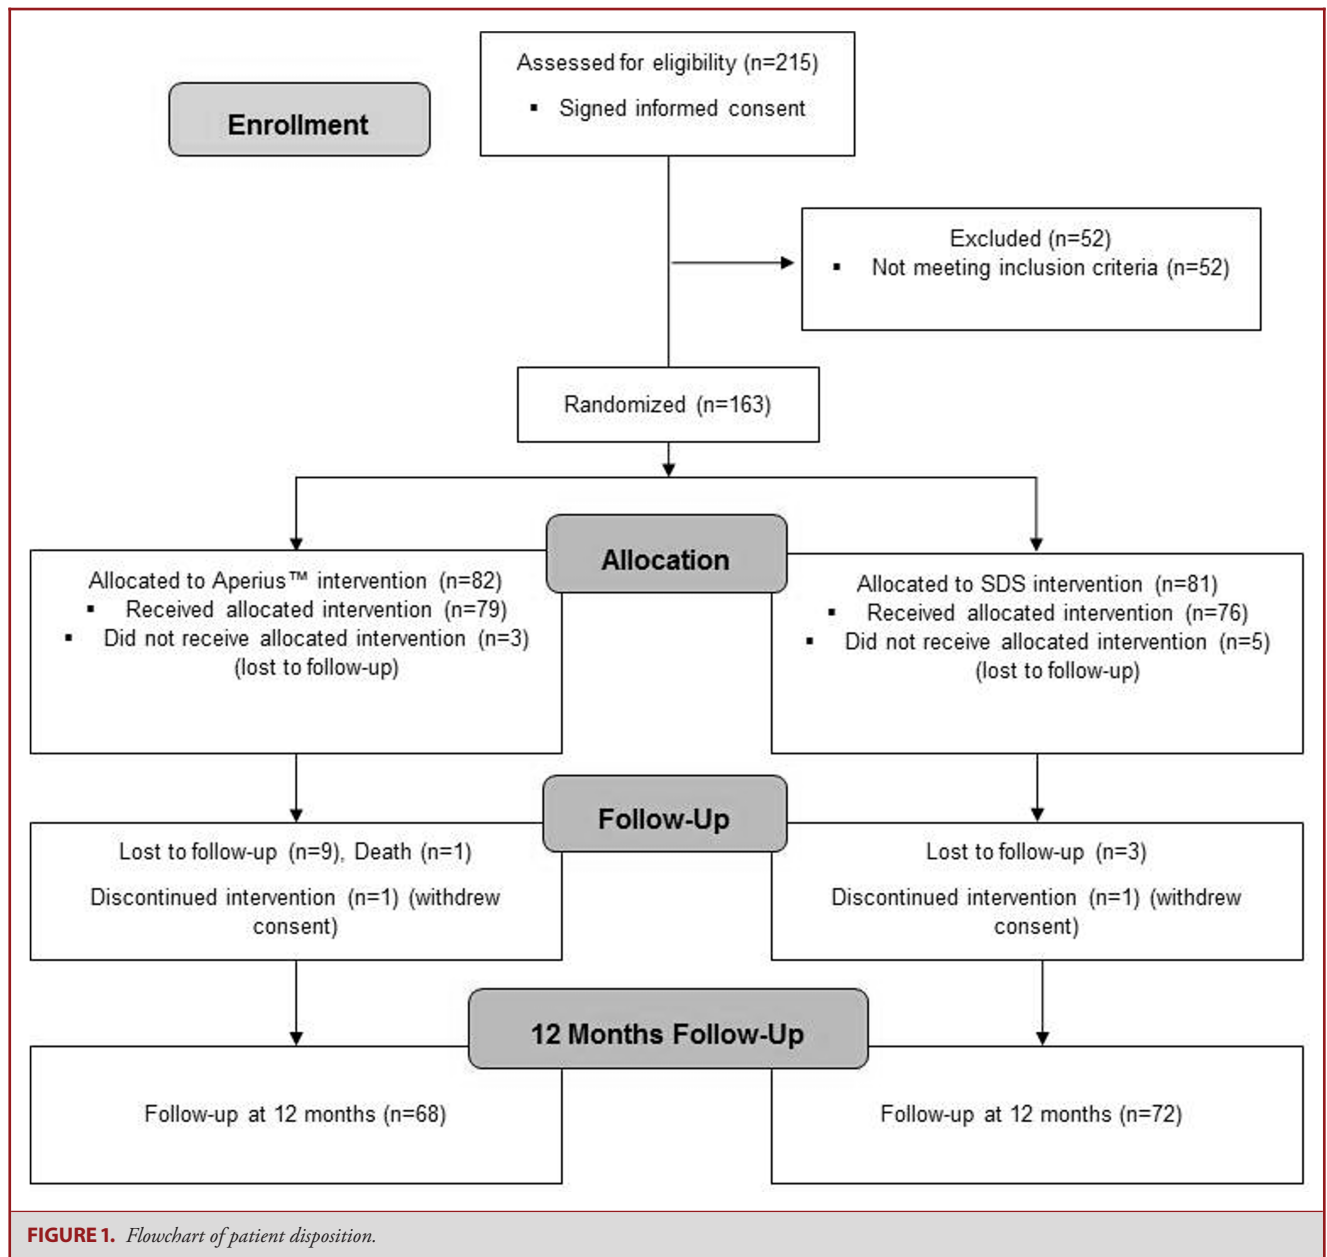 Assessed for eligibility (n=215)
▪ Signed informed consent
Enrollment
Excluded (n=52)
▪ Not meeting inclusion criteria (n=52)
Randomized (n=163)
Allocation
Allocated to Aperius™ intervention (n=82)
▪ Received allocated intervention (n=79)
▪ Did not receive allocated intervention (n=3)
(lost to follow-up)
Allocated to SDS intervention (n=81)
▪ Received allocated intervention (n=76)
▪ Did not receive allocated intervention (n=5)
(lost to follow-up)
Follow-Up
Lost to follow-up (n=9), Death (n=1)
Discontinued intervention (n=1) (withdrew
consent)
Lost to follow-up (n=3)
Discontinued intervention (n=1) (withdrew
consent)
12 Months Follow-Up
Follow-up at 12 months (n=68)
Follow-up at 12 months (n=72)
FIGURE 1. Flowchart of patient disposition.